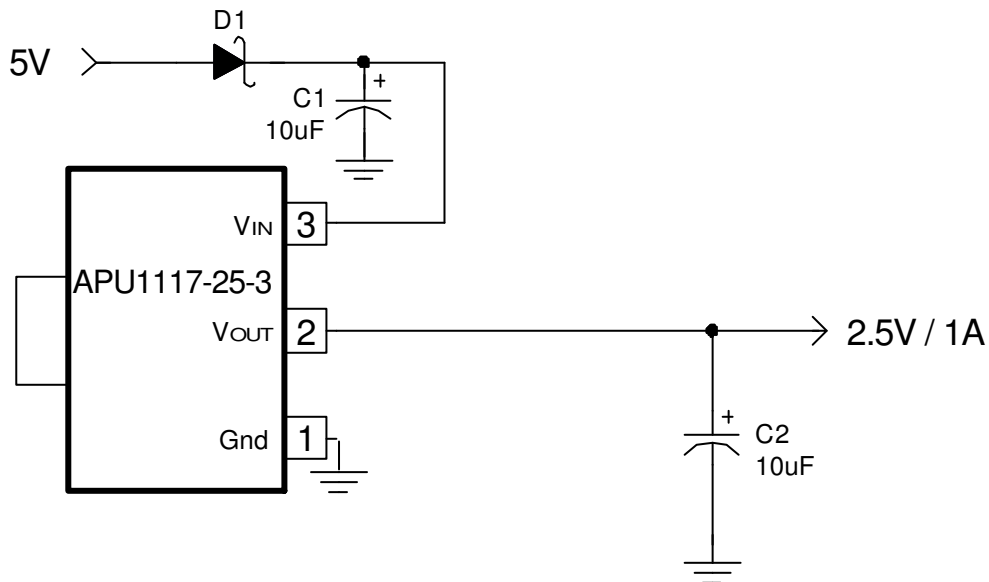 D1
5V
+
C1
10uF
VIN 3
APU1117-25-3
VOUT 2
2.5V / 1A
+
C2
10uF
Gnd 1